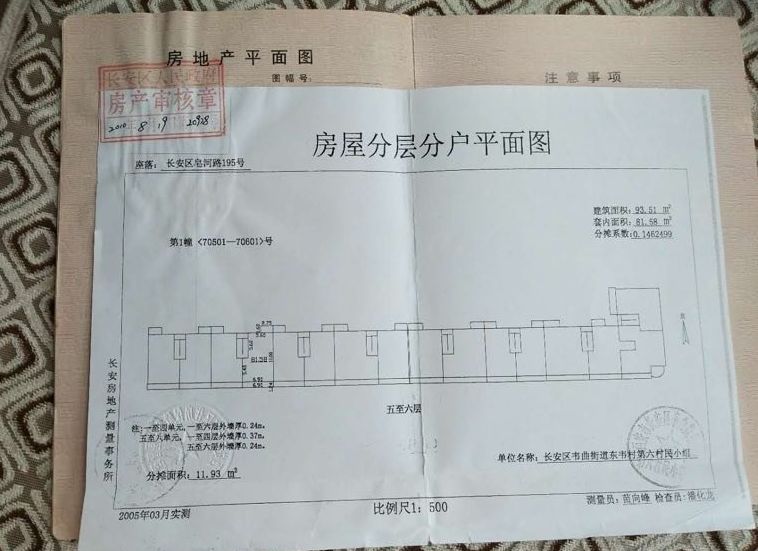 房地产平面图
图幅号：
注意事项
长安区人民政府
房产审核章
2010 8 19
房屋分层分户平面图
座落：长安区皂河路195号
建筑面积：93.51 m²
套内面积：81.58 m²
分摊系数：0.1462499
第1幢 <70501—70601>号
五至六层
注：一至四单元，一至六层外墙厚0.24m。
五至八单元，一至四层外墙厚0.37m。
五至六层外墙厚0.24m。
分摊面积：11.93 m²
单位名称：长安区韦曲街道东韦村第六村民小组
长安房地产测量事务所
2005年03月实测
比例尺1：500
测量员：苗向峰 检查员：潘化龙